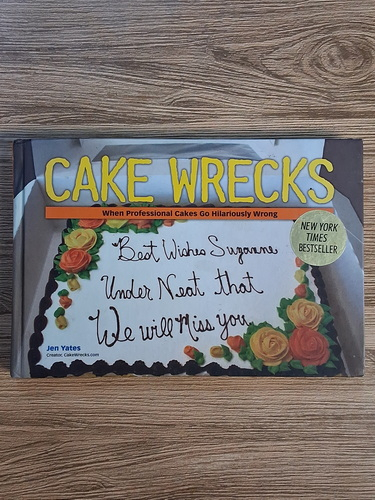 CAKE WRECKS
When Professional Cakes Go Hilariously Wrong
NEW YORK
TIMES
BESTSELLER
Best Wishes Suzanne
Under Neat that
We will Miss you
Jen Yates
Creator, CakeWrecks.com